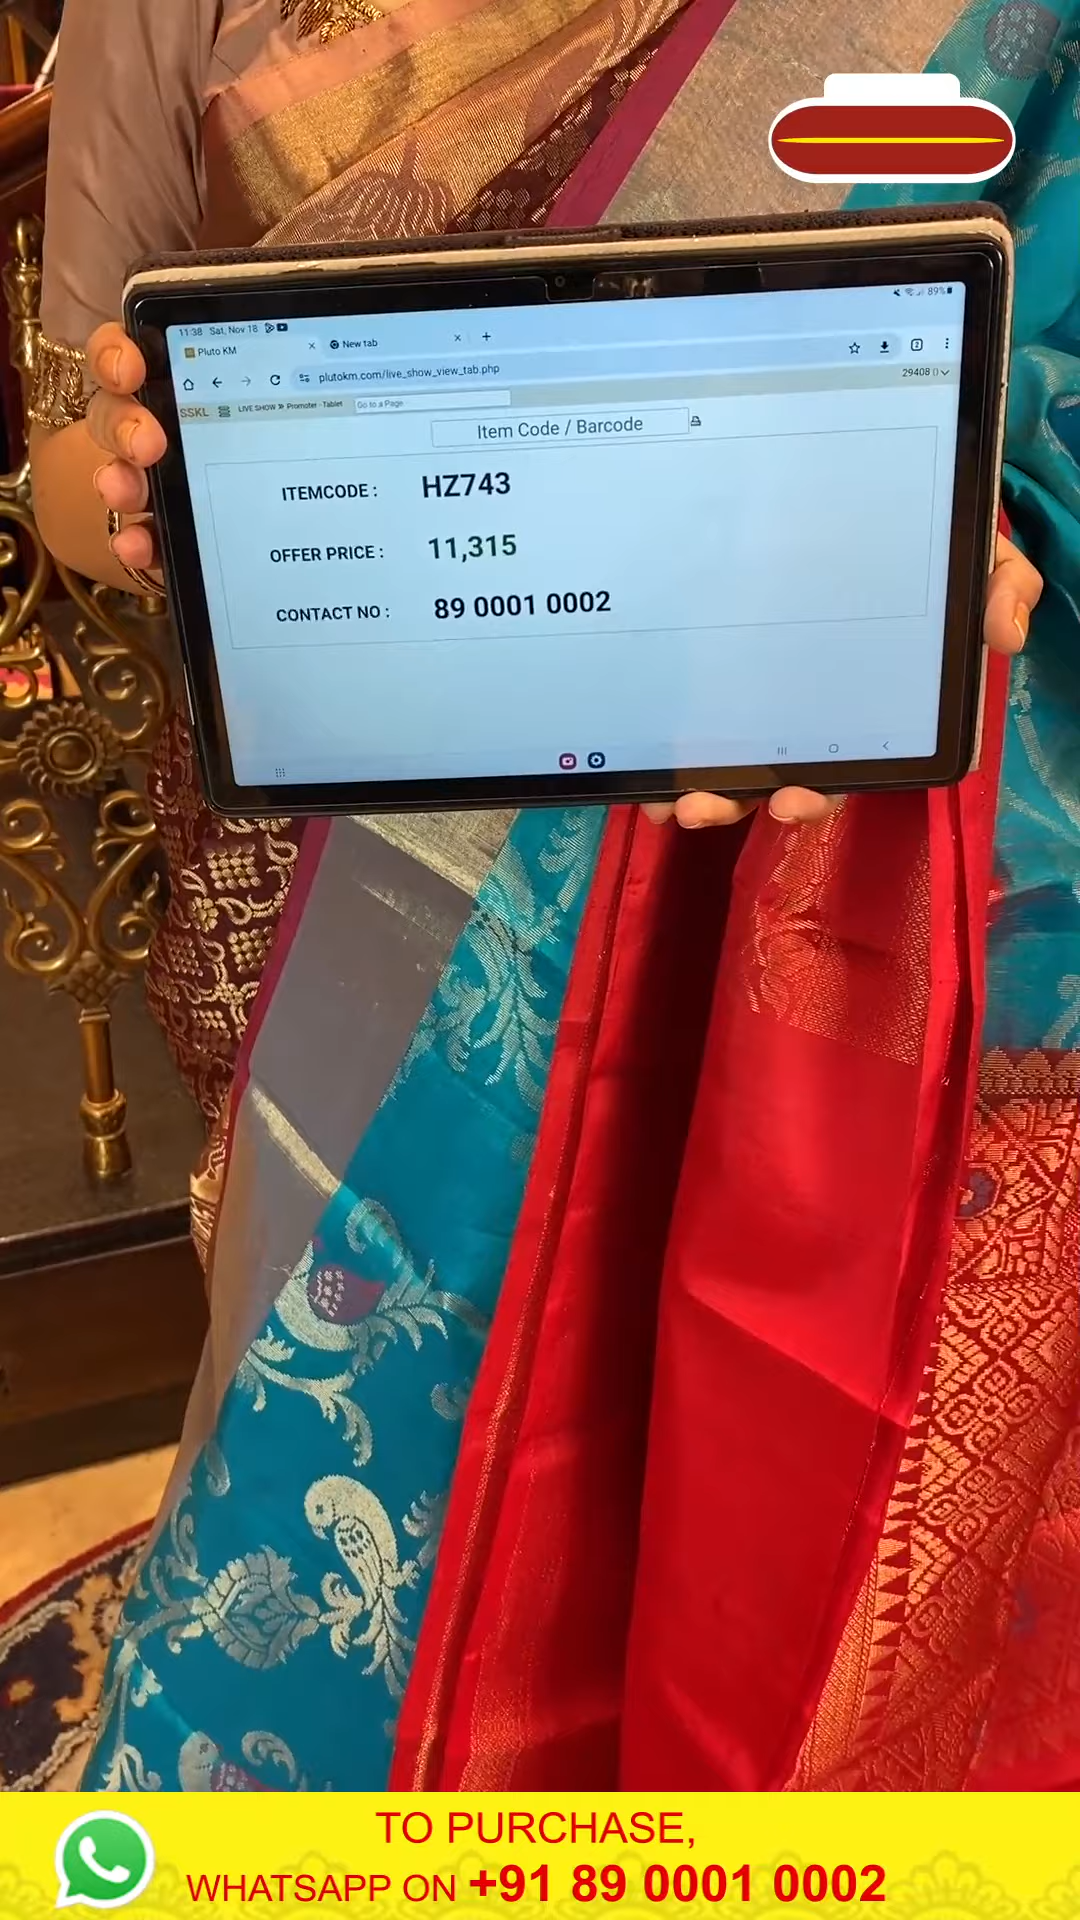 11:38 Sat, Nov 18
89%
Pluto KM
New tab
plutokm.com/live_show_view_tab.php
SSKL
LIVE SHOW » Promoter - Tablet
Go to a Page
29408 ()
Item Code / Barcode
ITEMCODE : HZ743
OFFER PRICE : 11,315
CONTACT NO : 89 0001 0002
TO PURCHASE,
WHATSAPP ON +91 89 0001 0002